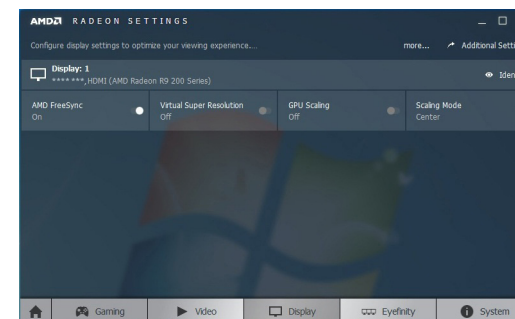 AMD RADEON SETTINGS
Configure display settings to optimize your viewing experience.... more... Additional Setti
Display: 1
**** ***, HDMI (AMD Radeon R9 200 Series) Iden
AMD FreeSync Virtual Super Resolution GPU Scaling Scaling Mode
On Off Off Center
Gaming Video Display Eyefinity System